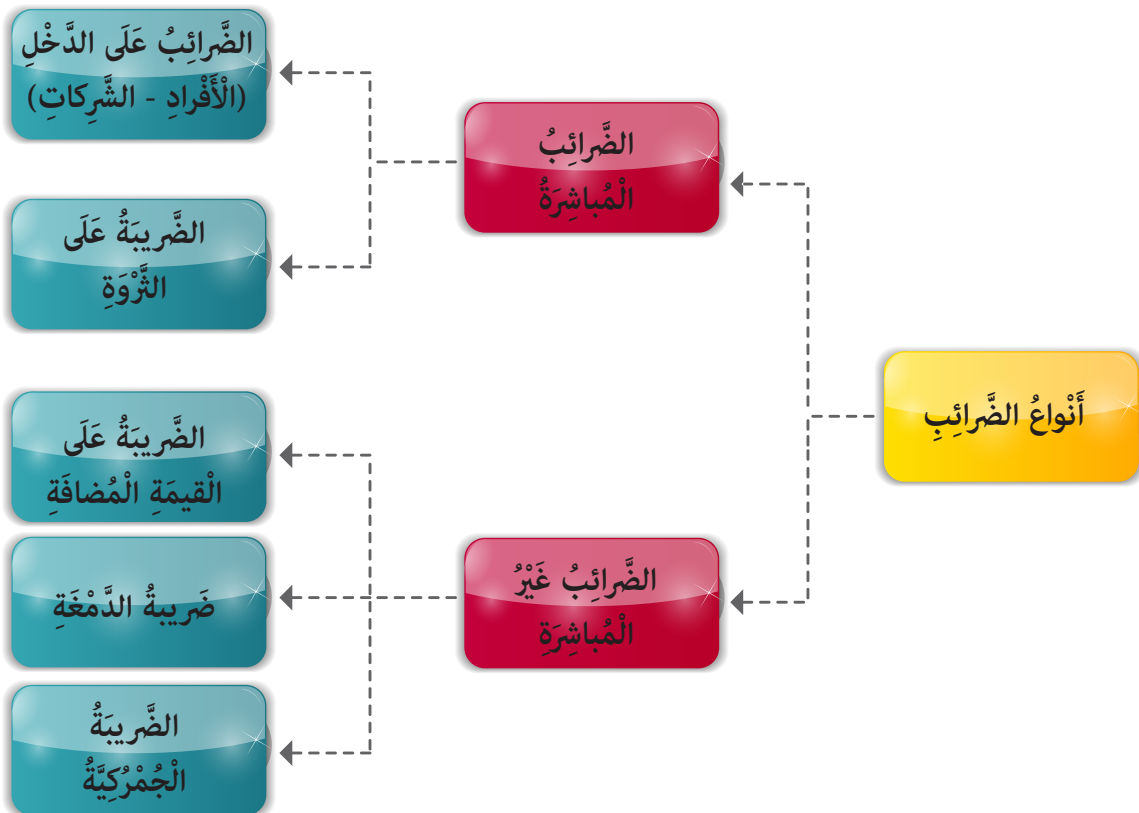 أَنْواعُ الضَّرائِبِ
الضَّرائِبُ
الْمُباشِرَةُ
الضَّرائِبُ عَلَى الدَّخْلِ
(الْأَفْرادِ - الشَّرِكاتِ)
الضَّريبَةُ عَلَى
الثَّرْوَةِ
الضَّرائِبُ غَيْرُ
الْمُباشِرَةِ
الضَّريبَةُ عَلَى
الْقيمَةِ الْمُضافَةِ
ضَريبةُ الدَّمْغَةِ
الضَّريبَةُ
الْجُمْرُكِيَّةُ